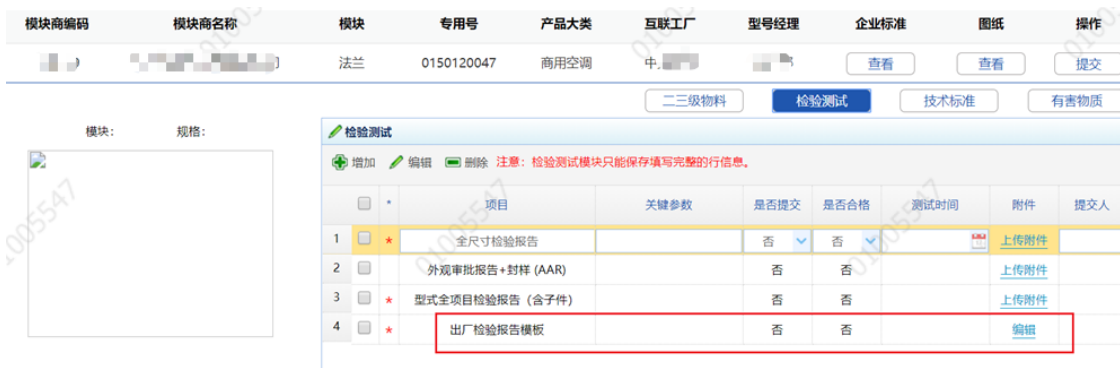 模块商编码 模块商名称 模块 专用号 产品大类 互联工厂 型号经理 企业标准 图纸 操作
法兰 0150120047 商用空调 中 查看 查看 提交
二三级物料 检验测试 技术标准 有害物质
模块： 规格： 检验测试
增加 编辑 删除 注意：检验测试模块只能保存填写完整的行信息。
* 项目 关键参数 是否提交 是否合格 测试时间 附件 提交人
1 * 全尺寸检验报告 否 否 上传附件
2 外观审批报告+封样 (AAR) 否 否 上传附件
3 * 型式全项目检验报告（含子件） 否 否 上传附件
4 * 出厂检验报告模板 否 否 编辑
01005547
01005547